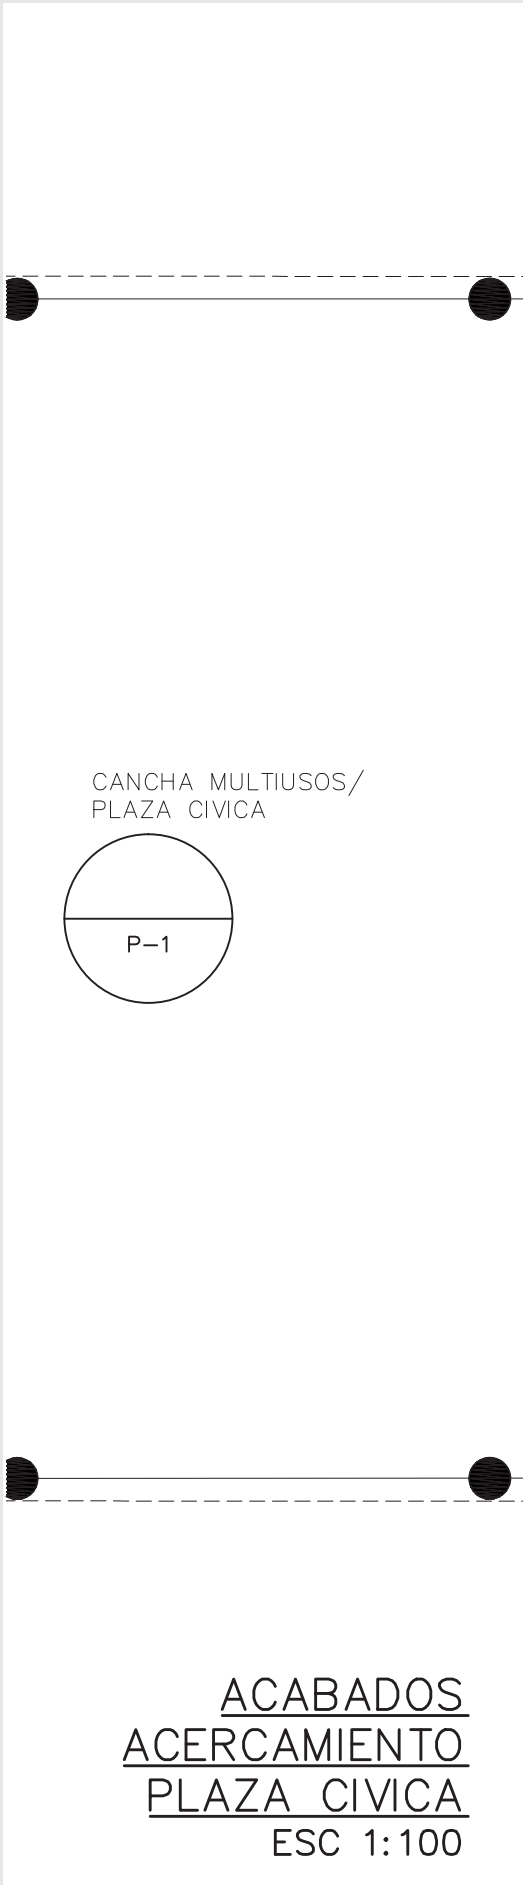 CANCHA MULTIUSOS/
PLAZA CIVICA
P-1
ACABADOS
ACERCAMIENTO
PLAZA CIVICA
ESC 1:100